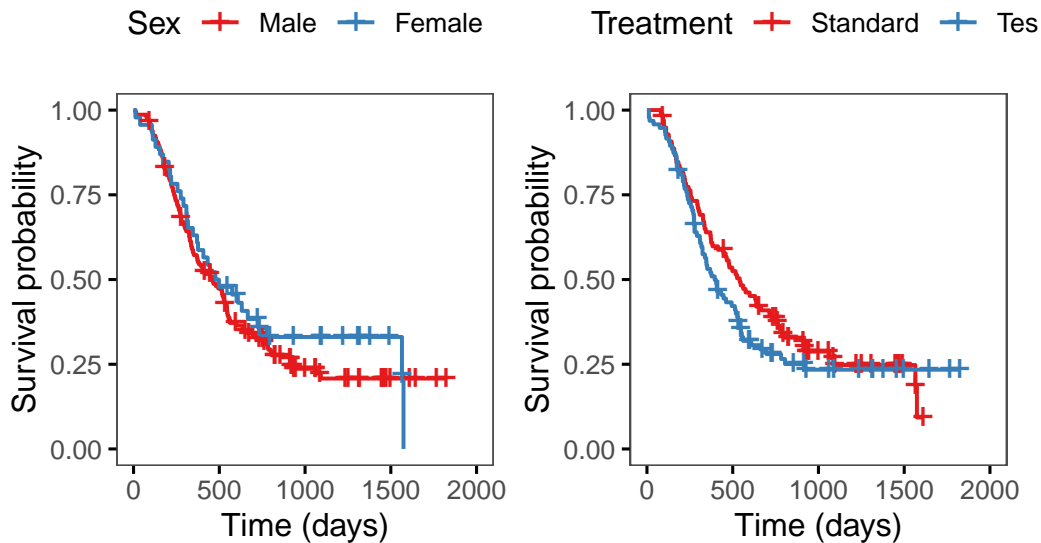 Sex Male Female
Treatment Standard Tes
Survival probability
1.00
0.75
0.50
0.25
0.00
0 500 1000 1500 2000
Time (days)
Survival probability
1.00
0.75
0.50
0.25
0.00
0 500 1000 1500 2000
Time (days)